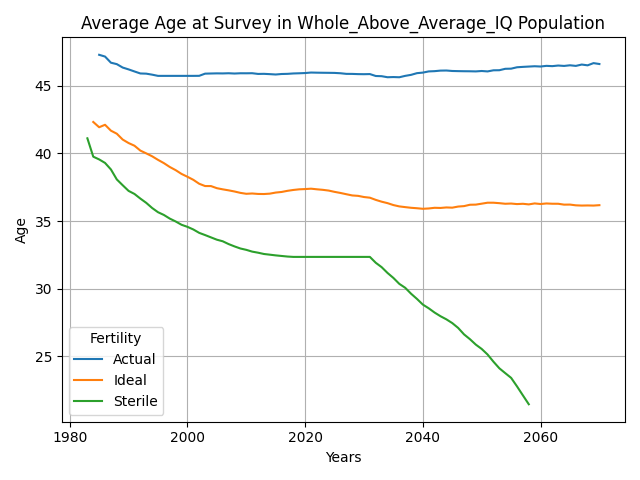 Average Age at Survey in Whole_Above_Average_IQ Population
Age
45
40
35
30
25
Fertility
Actual
Ideal
Sterile
1980
2000
2020
2040
2060
Years